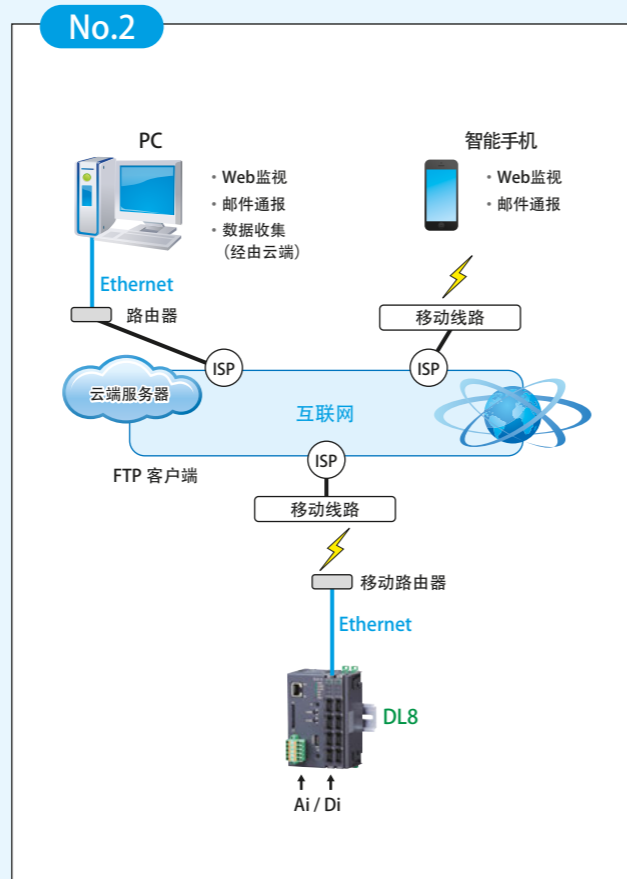 No.2
PC
・Web监视
・邮件通报
・数据收集
（经由云端）
智能手机
・Web监视
・邮件通报
Ethernet
路由器
移动线路
ISP
ISP
云端服务器
互联网
ISP
FTP 客户端
移动线路
移动路由器
Ethernet
DL8
Ai / Di